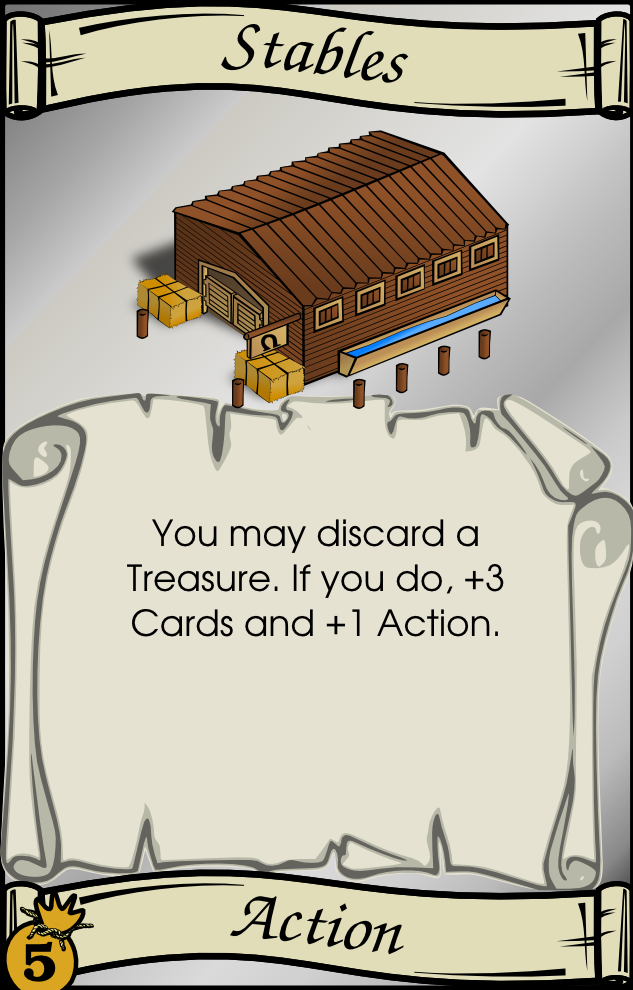 Stables
You may discard a
Treasure. If you do, +3
Cards and +1 Action.
Action
5